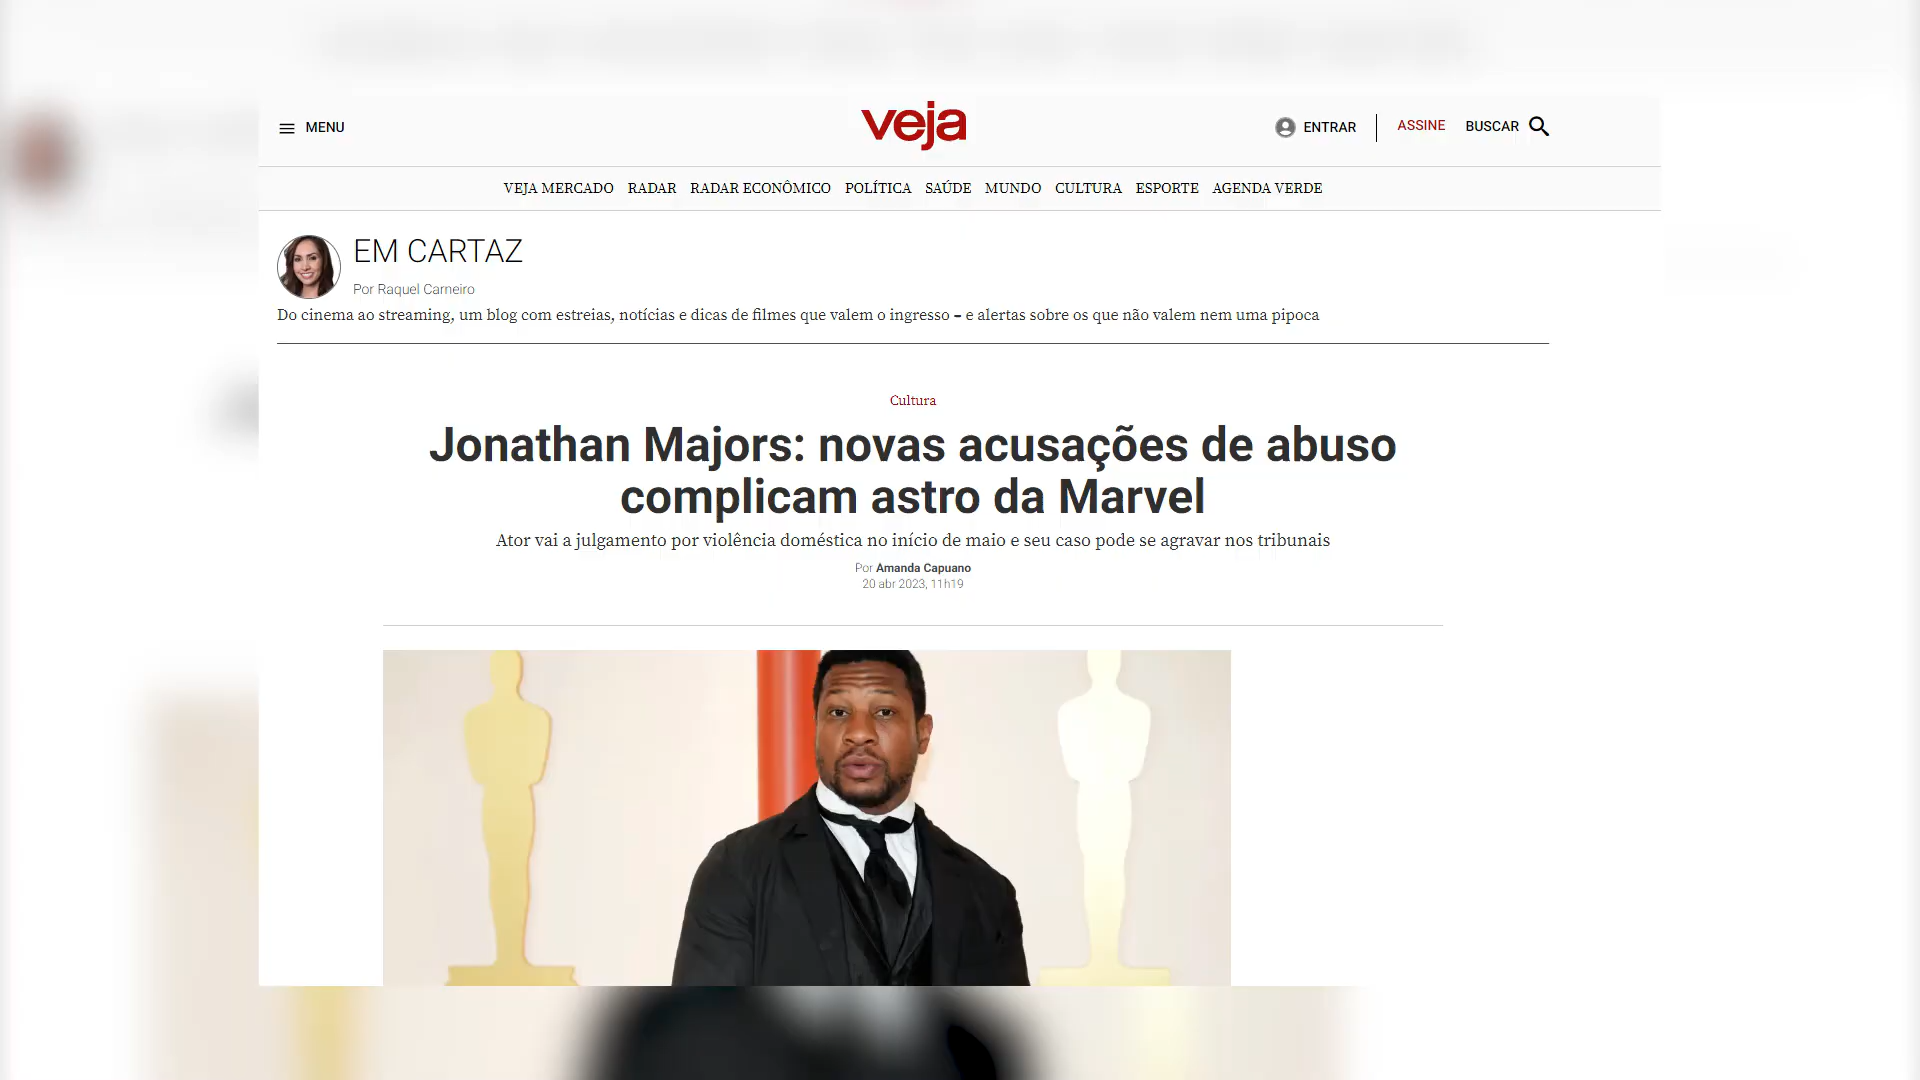 MENU
veja
ENTRAR
ASSINE
BUSCAR
VEJA MERCADO RADAR RADAR ECONÔMICO POLÍTICA SAÚDE MUNDO CULTURA ESPORTE AGENDA VERDE
EM CARTAZ
Por Raquel Carneiro
Do cinema ao streaming, um blog com estreias, notícias e dicas de filmes que valem o ingresso – e alertas sobre os que não valem nem uma pipoca
Cultura
Jonathan Majors: novas acusações de abuso
complicam astro da Marvel
Ator vai a julgamento por violência doméstica no início de maio e seu caso pode se agravar nos tribunais
Por Amanda Capuano
20 abr 2023, 11h19